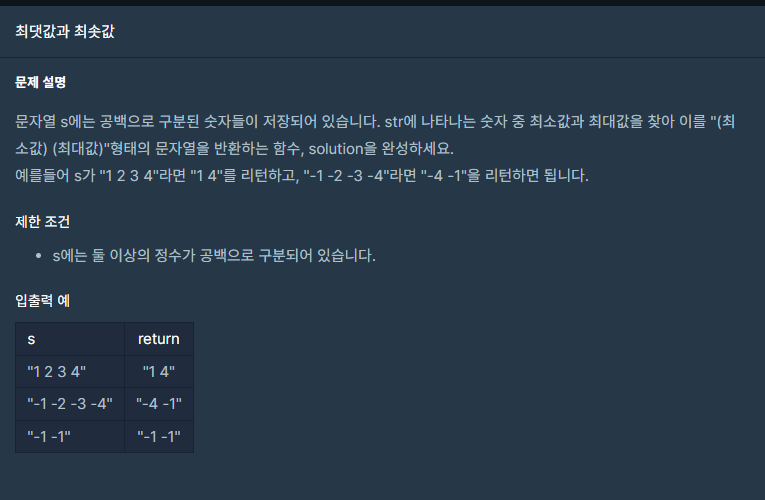 최댓값과 최솟값
문제 설명
문자열 s에는 공백으로 구분된 숫자들이 저장되어 있습니다. str에 나타나는 숫자 중 최소값과 최대값을 찾아 이를 "(최
소값) (최대값)"형태의 문자열을 반환하는 함수, solution을 완성하세요.
예를들어 s가 "1 2 3 4"라면 "1 4"를 리턴하고, "-1 -2 -3 -4"라면 "-4 -1"을 리턴하면 됩니다.
제한 조건
• s에는 둘 이상의 정수가 공백으로 구분되어 있습니다.
입출력 예
s return
"1 2 3 4" "1 4"
"-1 -2 -3 -4" "-4 -1"
"-1 -1" "-1 -1"